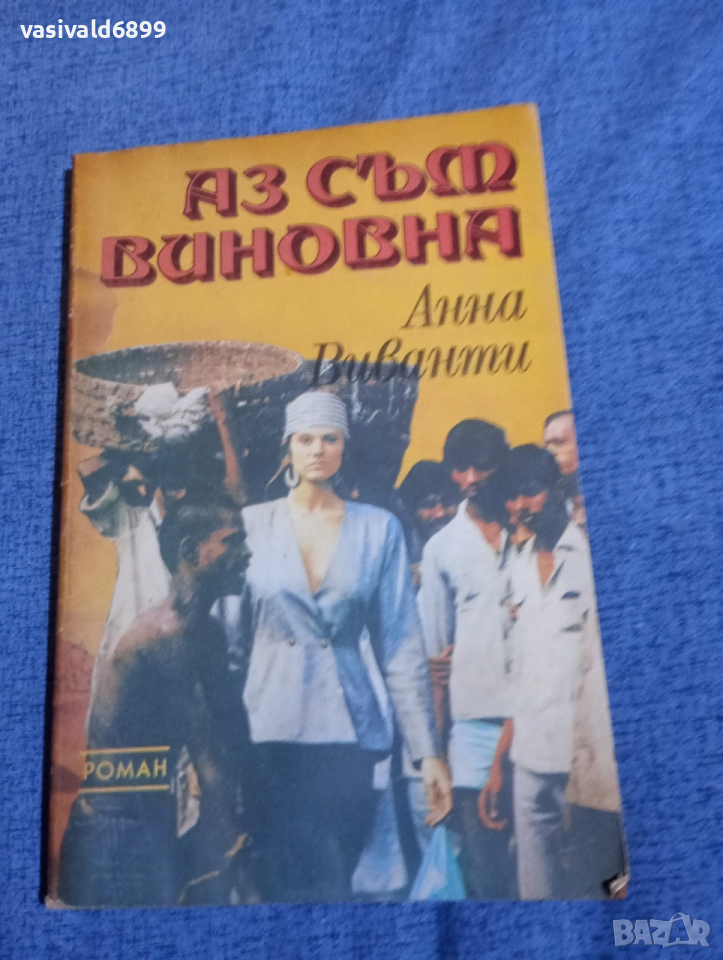 vasivald6899
АЗ СЪМ
ВИНОВНА
Анна
Виванти
РОМАН
BAZAR